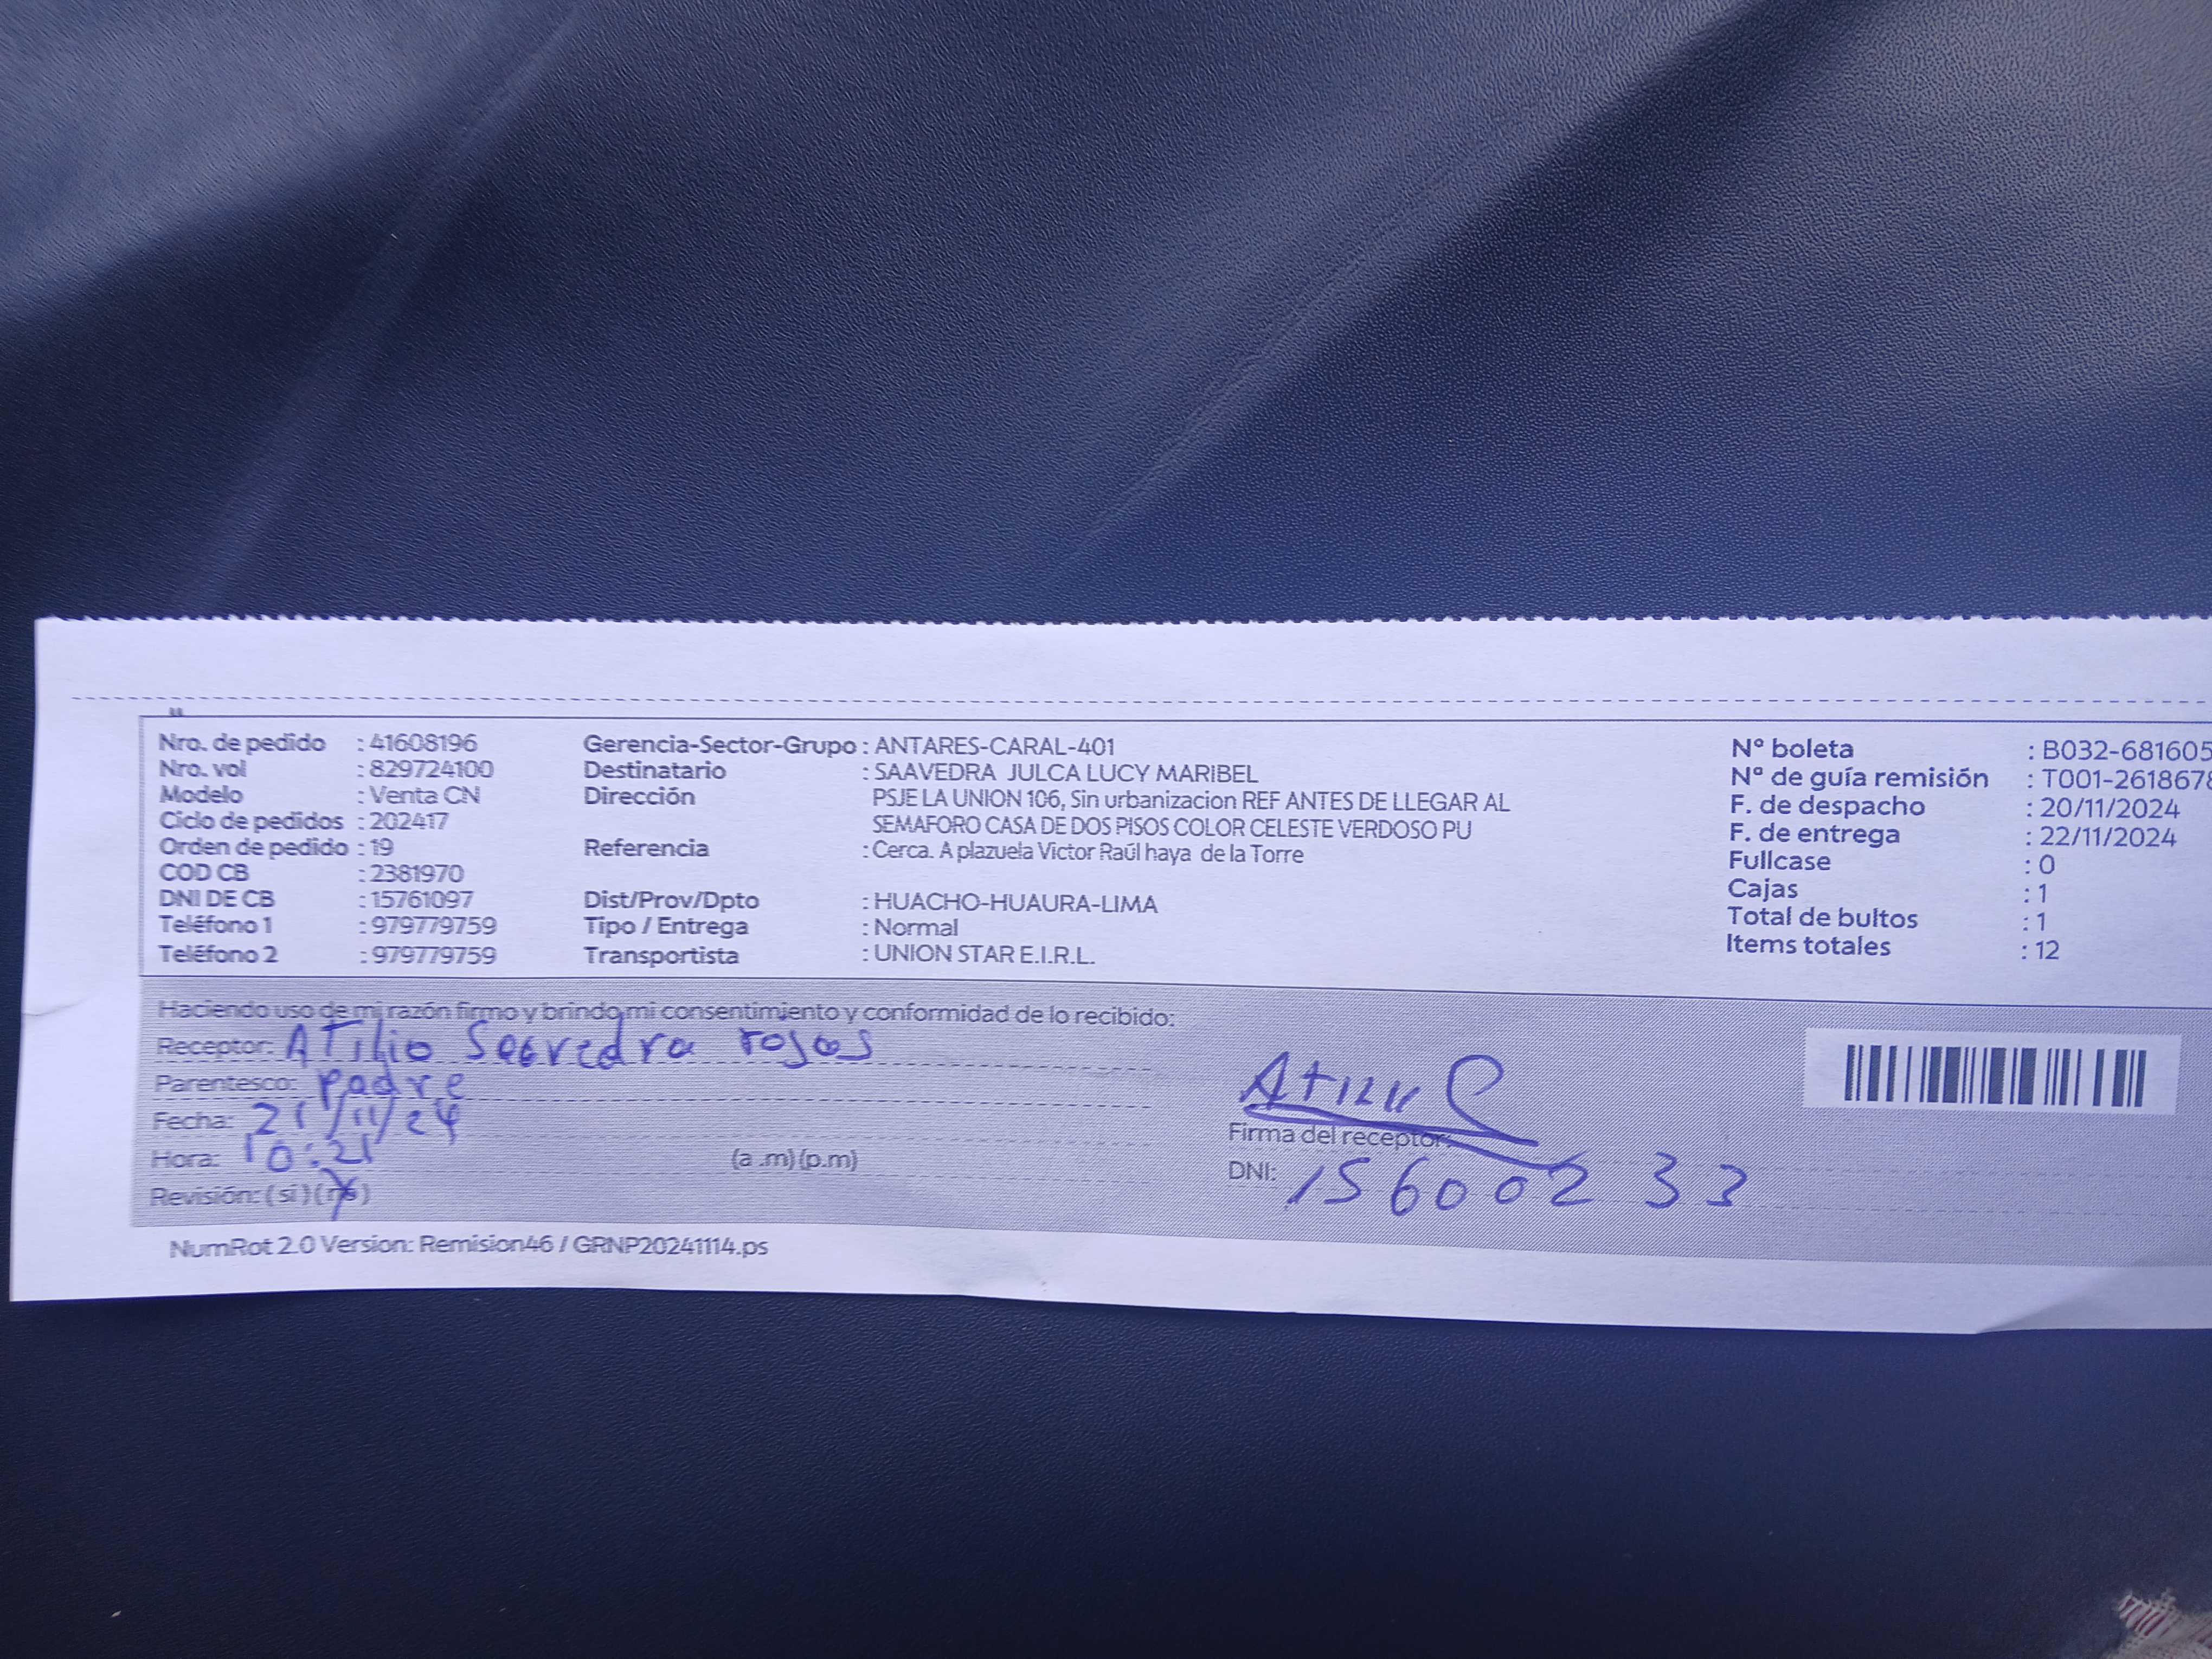 Nro. de pedido : 41608196
Nro. vol : 829724100
Modelo : Venta CN
Ciclo de pedidos : 202417
Orden de pedido : 19
COD CB : 2381970
DNI DE CB : 15761097
Teléfono 1 : 979779759
Teléfono 2 : 979779759
Gerencia-Sector-Grupo : ANTARES-CARAL-401
Destinatario : SAAVEDRA JULCA LUCY MARIBEL
Dirección PSJE LA UNION 106, Sin urbanizacion REF ANTES DE LLEGAR AL
SEMAFORO CASA DE DOS PISOS COLOR CELESTE VERDOSO PU
Referencia : Cerca. A plazuela Victor Raúl haya de la Torre
Dist/Prov/Dpto : HUACHO-HUAURA-LIMA
Tipo / Entrega : Normal
Transportista : UNION STAR E.I.R.L.
N° boleta : B032-681605
N° de guía remisión : T001-2618678
F. de despacho : 20/11/2024
F. de entrega : 22/11/2024
Fullcase : 0
Cajas : 1
Total de bultos : 1
Items totales : 12
Haciendo uso de mi razón firmo y brindo mi consentimiento y conformidad de lo recibido:
Receptor: ATilio Saavedra rojas
Parentesco: padre
Fecha: 21/11/24
Hora: 10:21 (a .m) (p.m)
Revisión: (si) (no)
Firma del receptor:
DNI: 15600233
NumRot 2.0 Version: Remision46 / GRNP20241114.ps